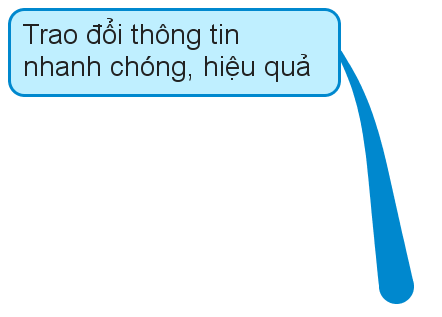 Trao đổi thông tin
nhanh chóng, hiệu quả